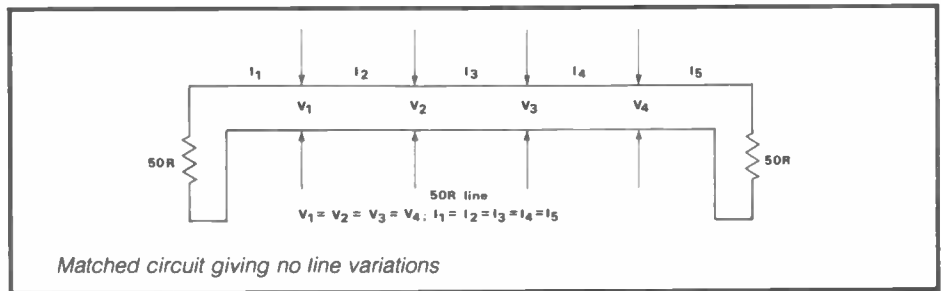 I₁ I₂ I₃ I₄ I₅
V₁ V₂ V₃ V₄
50R 50R
50R line
V₁ = V₂ = V₃ = V₄; I₁ = I₂ = I₃ = I₄ = I₅
Matched circuit giving no line variations